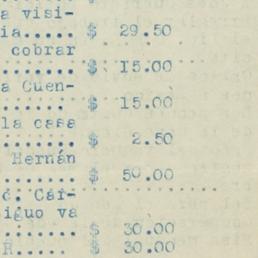 a visi-
ia..... $ 29.50
cobrar
....... $ 15.00
a Cuen-
....... $ 15.00
la casa
....... $ 2.50
Hernán
....... $ 50.00
iguo va
....... $ 30.00
R..... $ 30.00